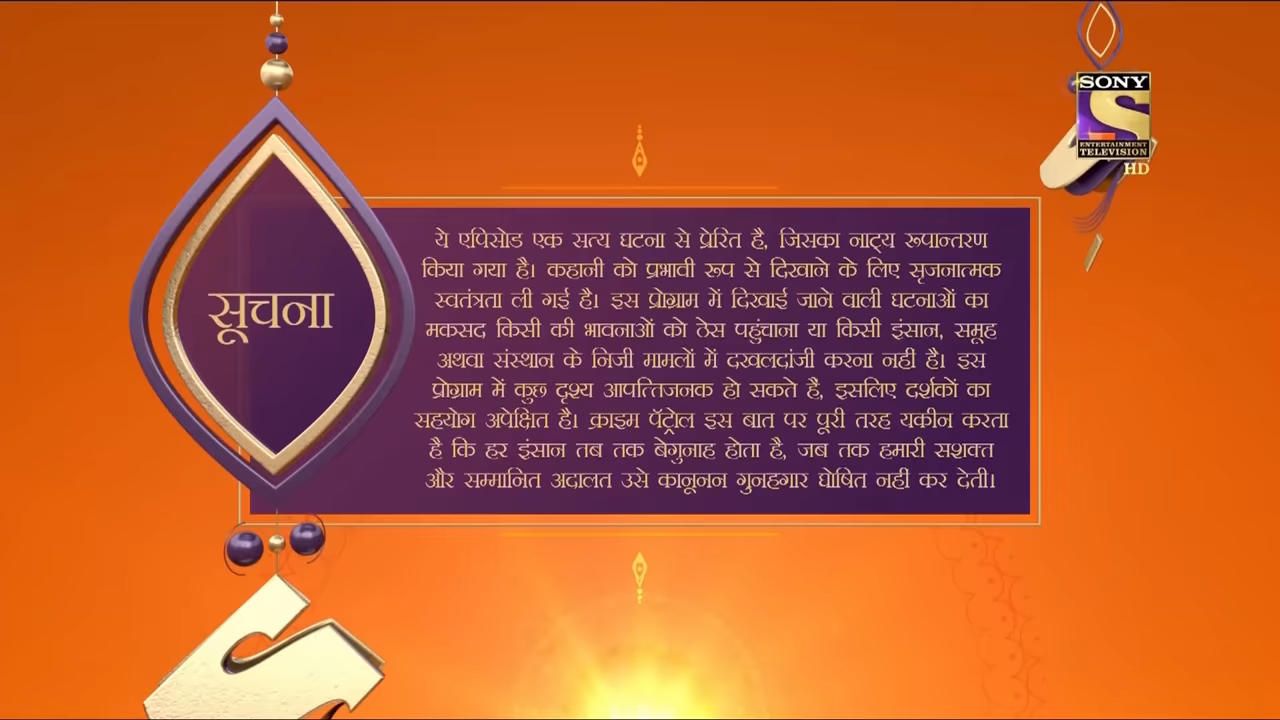 SONY
ENTERTAINMENT
TELEVISION
HD
सूचना
ये एपिसोड एक सत्य घटना से प्रेरित है, जिसका नाट्य रूपान्तरण
किया गया है। कहानी को प्रभावी रूप से दिखाने के लिए सृजनात्मक
स्वतंत्रता ली गई है। इस प्रोग्राम में दिखाई जाने वाली घटनाओं का
मकसद किसी की भावनाओं को ठेस पहुंचाना या किसी इंसान, समूह
अथवा संस्थान के निजी मामलों में दखलदांजी करना नहीं है। इस
प्रोग्राम में कुछ दृश्य आपत्तिजनक हो सकते हैं, इसलिए दर्शकों का
सहयोग अपेक्षित है। क्राइम पॅट्रोल इस बात पर पूरी तरह यकीन करता
है कि हर इंसान तब तक बेगुनाह होता है, जब तक हमारी सशक्त
और सम्मानित अदालत उसे कानूनन गुनहगार घोषित नहीं कर देती।